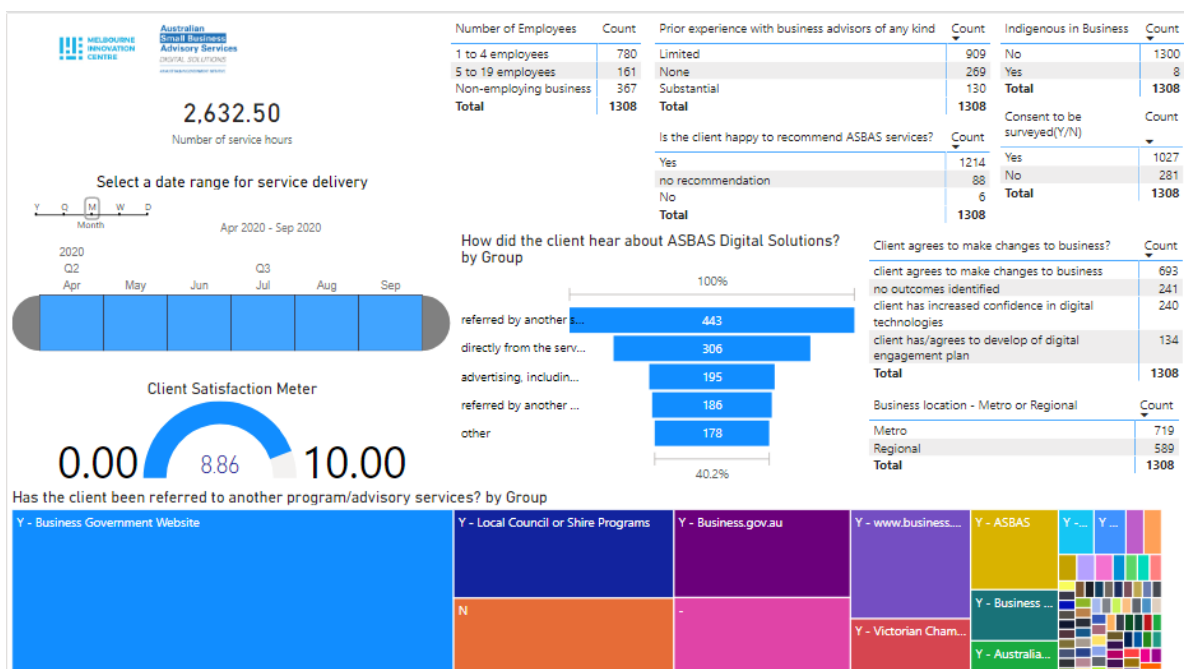 MELBOURNE
INNOVATION
CENTRE
Australian
Small Business
Advisory Services
DIGITAL SOLUTIONS
2,632.50
Number of service hours
Select a date range for service delivery
Y Q M W D
Month
Apr 2020 - Sep 2020
2020
Q2 Q3
Apr May Jun Jul Aug Sep
Client Satisfaction Meter
0.00 8.86 10.00
Number of Employees Count
1 to 4 employees 780
5 to 19 employees 161
Non-employing business 367
Total 1308
Prior experience with business advisors of any kind Count
Limited 909
None 269
Substantial 130
Total 1308
Indigenous in Business Count
No 1300
Yes 8
Total 1308
Is the client happy to recommend ASBAS services? Count
Yes 1214
no recommendation 88
No 6
Total 1308
Consent to be Count
surveyed(Y/N)
Yes 1027
No 281
Total 1308
How did the client hear about ASBAS Digital Solutions?
by Group
100%
referred by another s... 443
directly from the serv... 306
advertising, includin... 195
referred by another ... 186
other 178
40.2%
Client agrees to make changes to business? Count
client agrees to make changes to business 693
no outcomes identified 241
client has increased confidence in digital 240
technologies
client has/agrees to develop of digital 134
engagement plan
Total 1308
Business location - Metro or Regional Count
Metro 719
Regional 589
Total 1308
Has the client been referred to another program/advisory services? by Group
Y - Business Government Website
Y - Local Council or Shire Programs
N
Y - Business.gov.au
-
Y - www.business....
Y - Victorian Cham...
Y - ASBAS
Y - Business ...
Y - Australia...
Y -...
Y ...